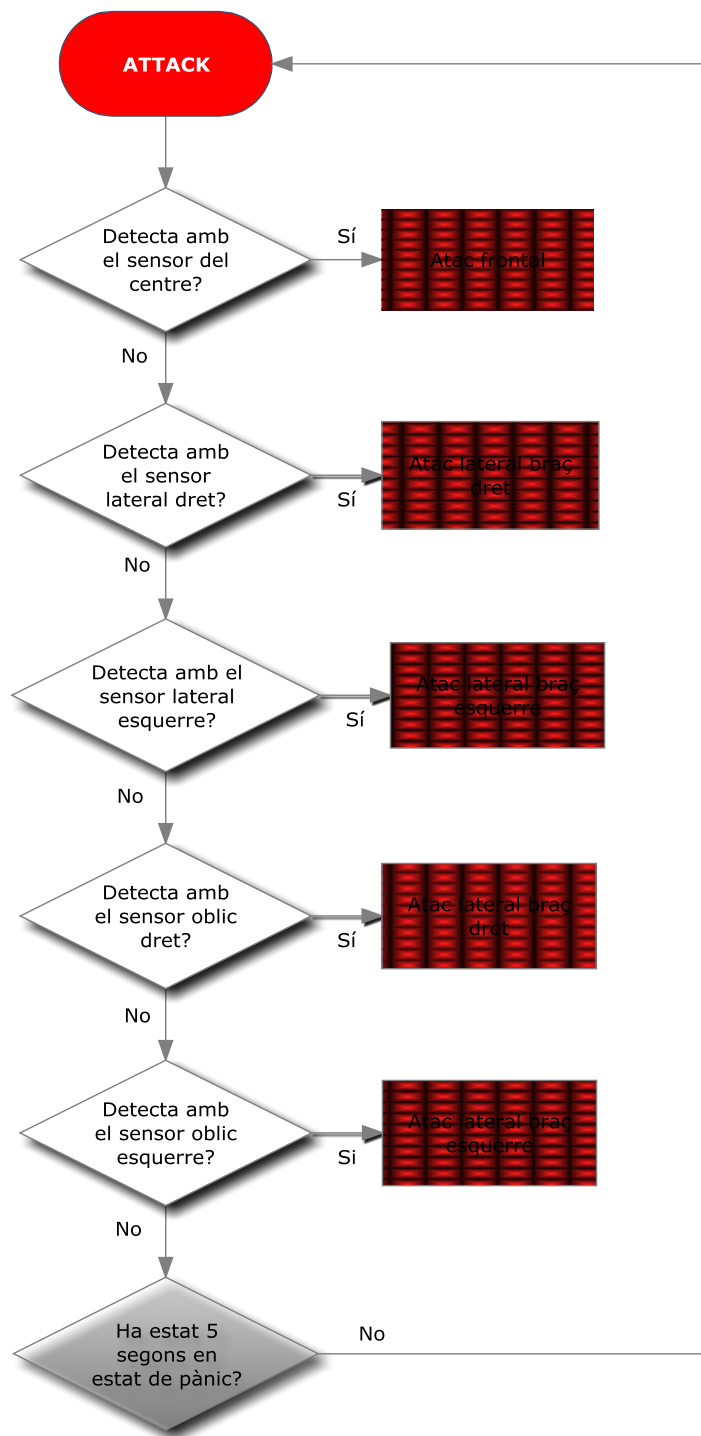 ATTACK
Detecta amb
el sensor del
centre?
Sí
Atac frontal
No
Detecta amb
el sensor
lateral dret?
Sí
Atac lateral braç
dret
No
Detecta amb el
sensor lateral
esquerre?
Sí
Atac lateral braç
esquerre
No
Detecta amb
el sensor oblic
dret?
Sí
Atac lateral braç
dret
No
Detecta amb
el sensor oblic
esquerre?
Si
Atac lateral braç
esquerre
No
Ha estat 5
segons en
estat de pànic?
No